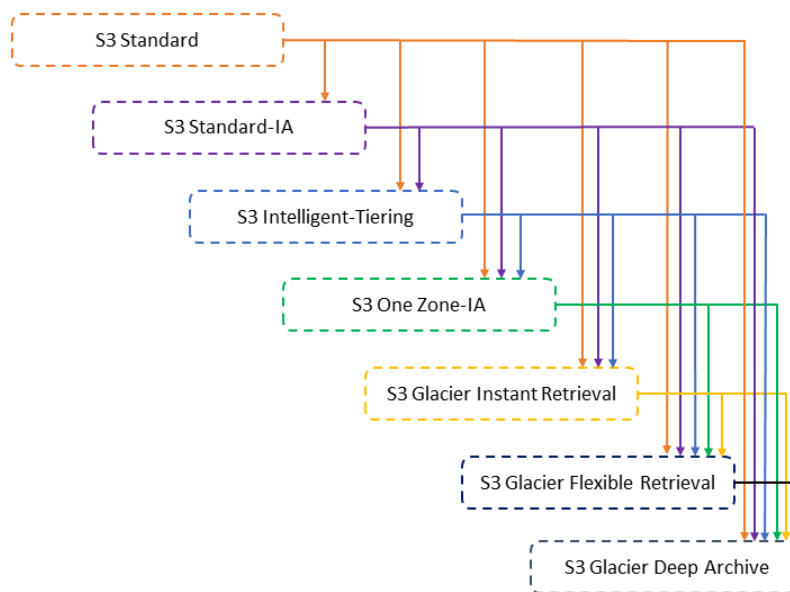 S3 Standard
S3 Standard-IA
S3 Intelligent-Tiering
S3 One Zone-IA
S3 Glacier Instant Retrieval
S3 Glacier Flexible Retrieval
S3 Glacier Deep Archive